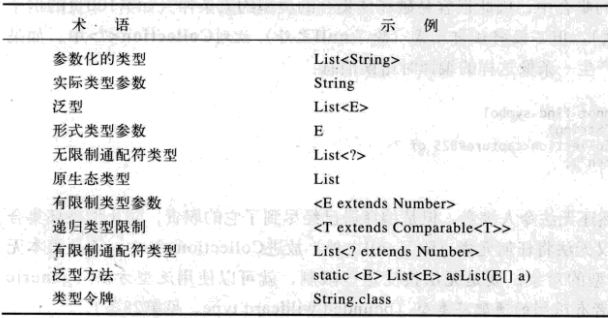 术 语 示 例
参数化的类型 List<String>
实际类型参数 String
泛型 List<E>
形式类型参数 E
无限制通配符类型 List<?>
原生态类型 List
有限制类型参数 <E extends Number>
递归类型限制 <T extends Comparable<T>>
有限制通配符类型 List<? extends Number>
泛型方法 static <E> List<E> asList(E[] a)
类型令牌 String.class